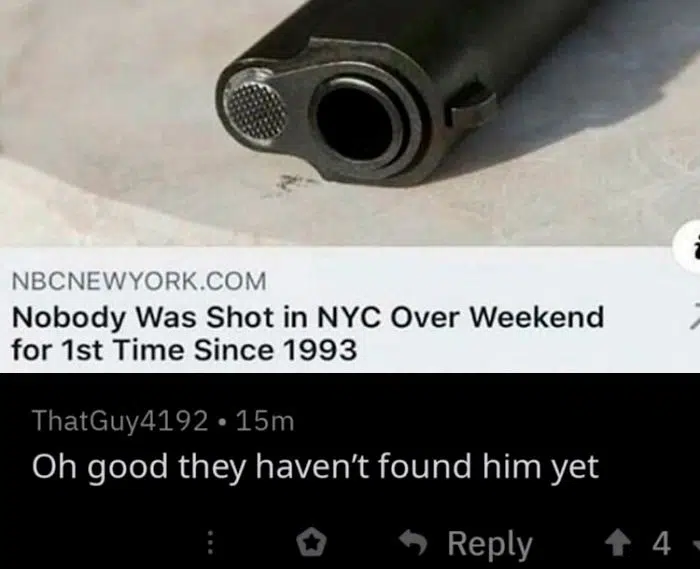 NBCNEWYORK.COM
Nobody Was Shot in NYC Over Weekend
for 1st Time Since 1993
ThatGuy4192 • 15m
Oh good they haven't found him yet
Reply 4